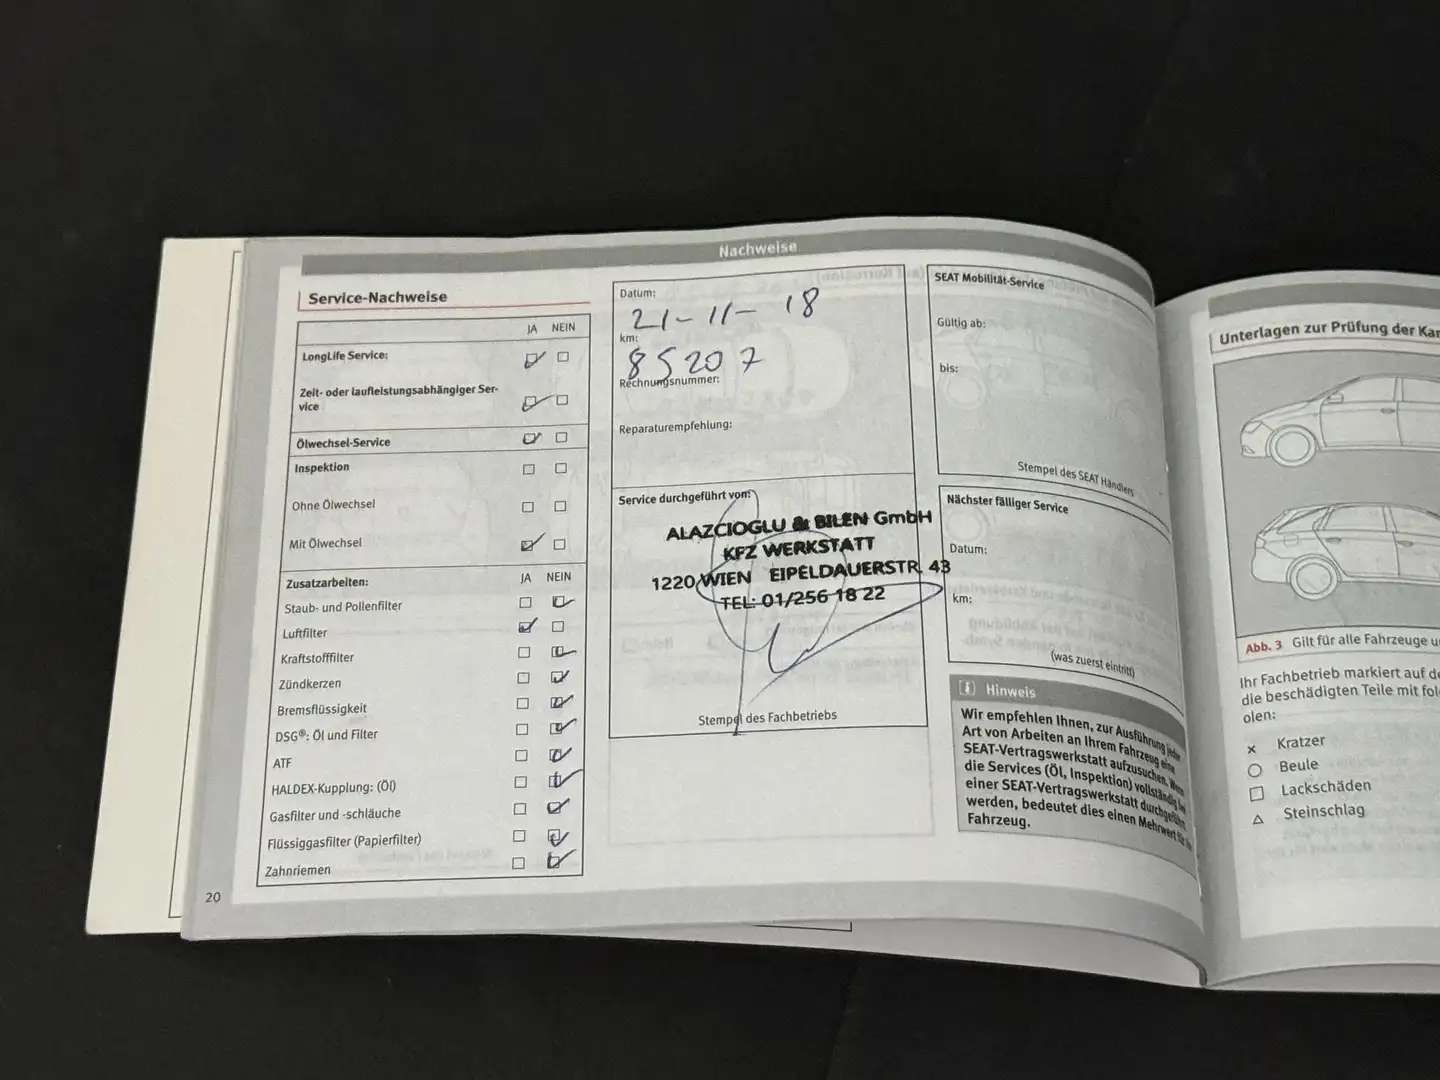 Nachweise
Service-Nachweise
JA NEIN
LongLife Service:
Zeit- oder laufleistungsabhängiger Ser-
vice
Ölwechsel-Service
Inspektion
Ohne Ölwechsel
Mit Ölwechsel
Zusatzarbeiten: JA NEIN
Staub- und Pollenfilter
Luftfilter
Kraftstofffilter
Zündkerzen
Bremsflüssigkeit
DSG®: Öl und Filter
ATF
HALDEX-Kupplung: (Öl)
Gasfilter und -schläuche
Flüssiggasfilter (Papierfilter)
Zahnriemen
20
Datum:
21-11-18
km:
85207
Rechnungsnummer:
Reparaturempfehlung:
Service durchgeführt von:
ALAZCIOGLU & BILEN GmbH
KFZ WERKSTATT
1220 WIEN EIPELDAUERSTR. 43
TEL: 01/256 18 22
Stempel des Fachbetriebs
SEAT Mobilität-Service
Gültig ab:
bis:
Stempel des SEAT Händlers
Nächster fälliger Service
Datum:
km:
(was zuerst eintritt)
Hinweis
Wir empfehlen Ihnen, zur Ausführung jeder
Art von Arbeiten an Ihrem Fahrzeug eine
SEAT-Vertragswerkstatt aufzusuchen. Wenn
die Services (Öl, Inspektion) vollständig bei
einer SEAT-Vertragswerkstatt durchgeführt
werden, bedeutet dies einen Mehrwert für Ihr
Fahrzeug.
Unterlagen zur Prüfung der
Abb. 3 Gilt für alle Fahrzeuge
Ihr Fachbetrieb markiert auf
die beschädigten Teile mit
olen:
Kratzer
Beule
Lackschäden
Steinschlag